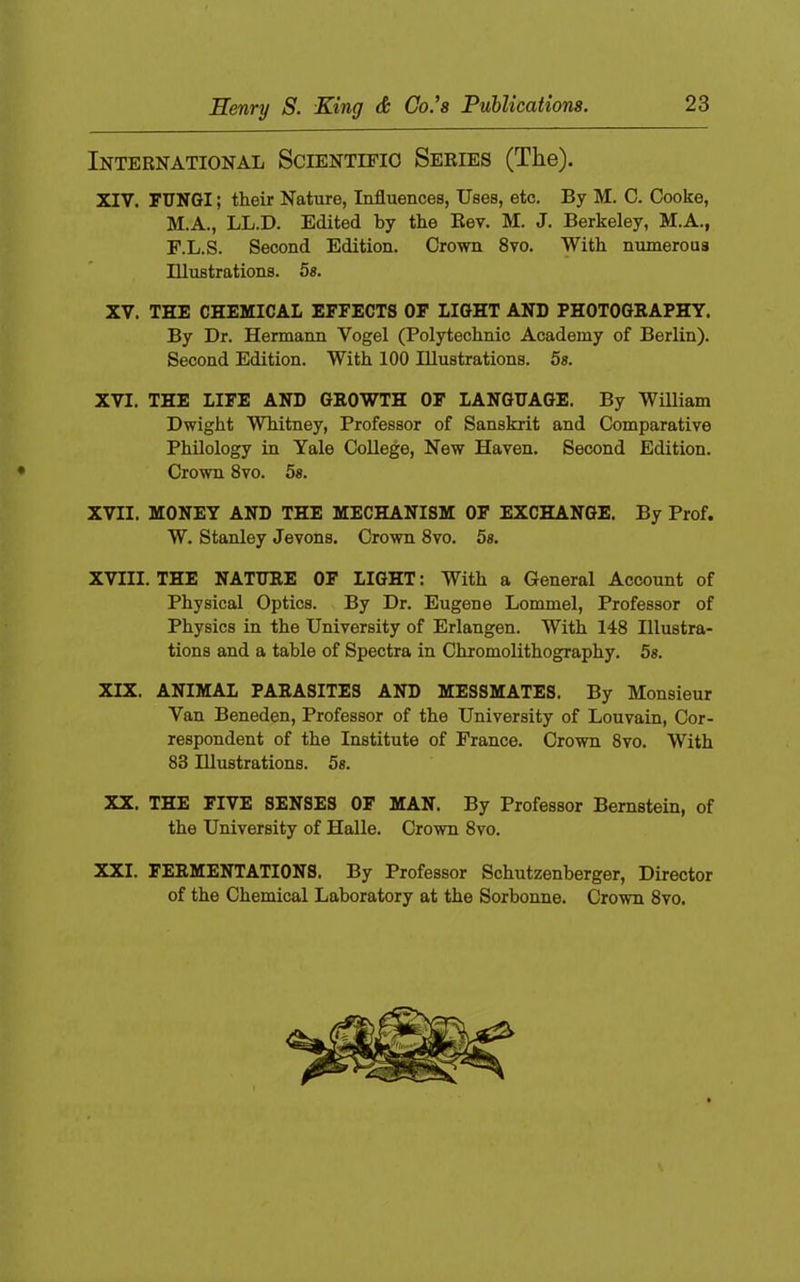 Henry S. King & Co.'s Publications. 23
International Scientific Series (The).
XIV. FUNGI; their Nature, Influences, Uses, etc. By M. C. Cooke,
M.A., LL.D. Edited by the Rev. M. J. Berkeley, M.A.,
F.L.S. Second Edition. Crown 8vo. With numerous
Illustrations. 5s.
XV. THE CHEMICAL EFFECTS OF LIGHT AND PHOTOGRAPHY.
By Dr. Hermann Vogel (Polytechnic Academy of Berlin).
Second Edition. With 100 Illustrations. 5s.
XVI. THE LIFE AND GROWTH OF LANGUAGE. By William
Dwight Whitney, Professor of Sanskrit and Comparative
Philology in Yale College, New Haven. Second Edition.
Crown 8vo. 5s.
XVII. MONEY AND THE MECHANISM OF EXCHANGE. By Prof.
W. Stanley Jevons. Crown 8vo. 5s.
XVIII. THE NATURE OF LIGHT: With a General Account of
Physical Optics. By Dr. Eugene Lommel, Professor of
Physics in the University of Erlangen. With 148 Illustra-
tions and a table of Spectra in Chromolithography. 5s.
XIX. ANIMAL PARASITES AND MESSMATES. By Monsieur
Van Beneden, Professor of the University of Louvain, Cor-
respondent of the Institute of France. Crown 8vo. With
83 Illustrations. 5s.
XX. THE FIVE SENSES OF MAN. By Professor Bernstein, of
the University of Halle. Crown 8vo.
XXI. FERMENTATIONS. By Professor Schutzenberger, Director
of the Chemical Laboratory at the Sorbonne. Crown 8vo.